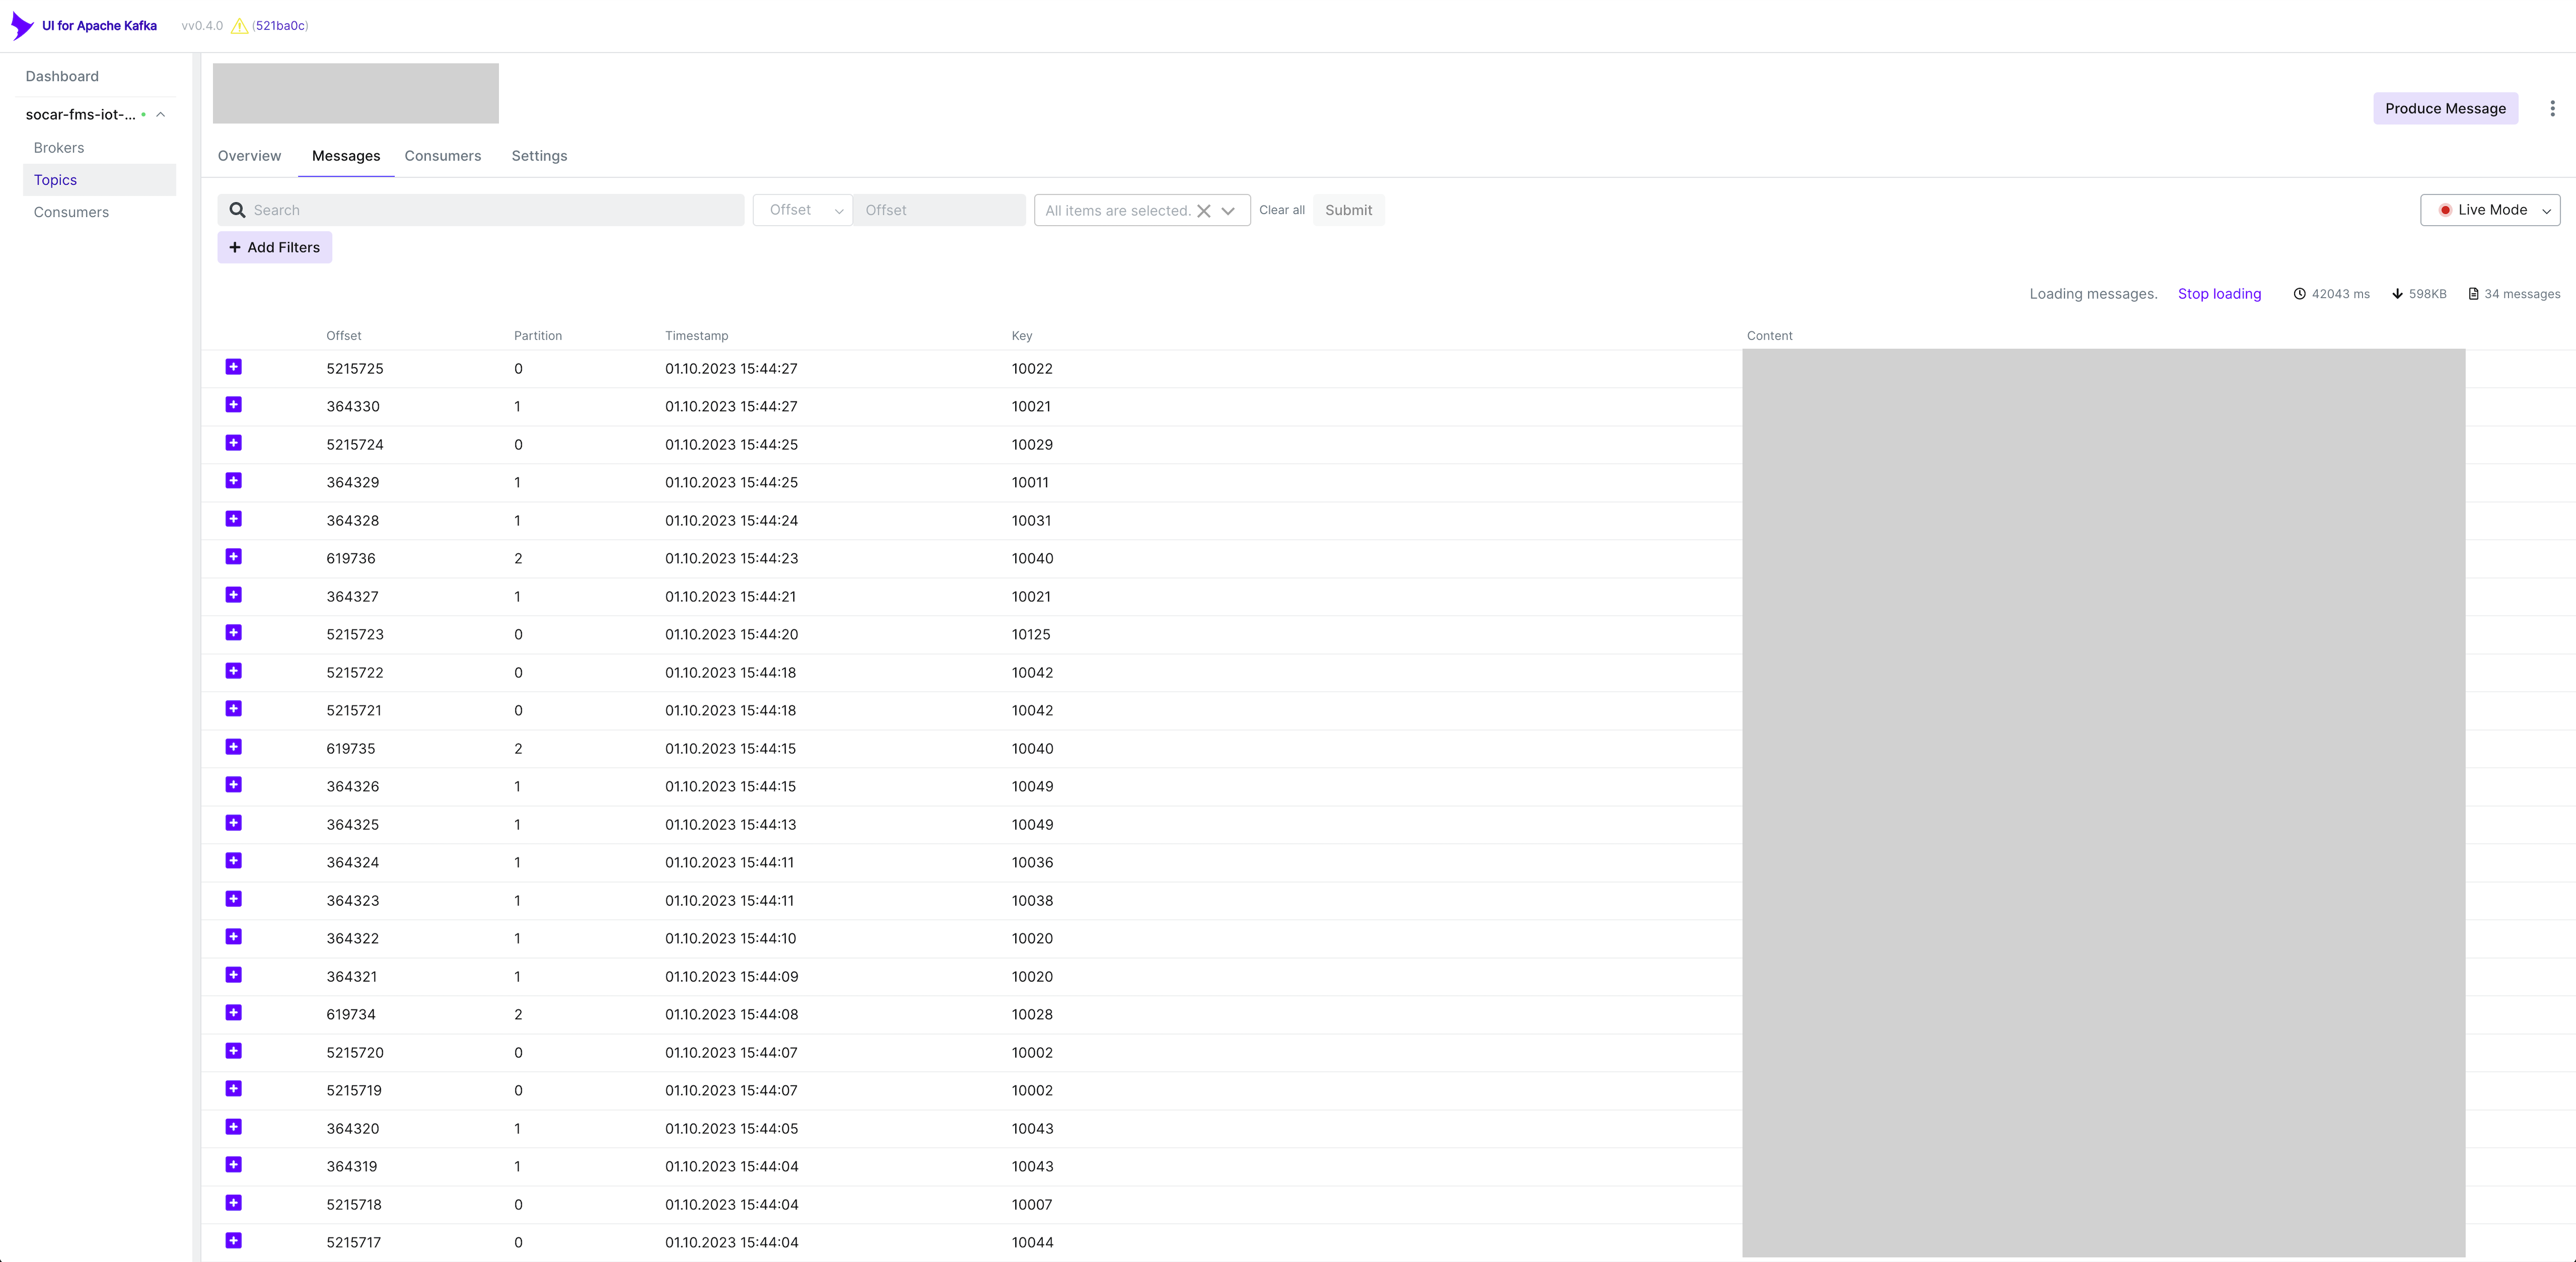 UI for Apache Kafka vv0.4.0 (521ba0c)
Dashboard
socar-fms-iot-...
Brokers
Topics
Consumers
Produce Message
Overview Messages Consumers Settings
Search Offset Offset All items are selected. Clear all Submit Live Mode
Add Filters
Loading messages. Stop loading 42043 ms 598KB 34 messages
Offset Partition Timestamp Key Content
5215725 0 01.10.2023 15:44:27 10022
364330 1 01.10.2023 15:44:27 10021
5215724 0 01.10.2023 15:44:25 10029
364329 1 01.10.2023 15:44:25 10011
364328 1 01.10.2023 15:44:24 10031
619736 2 01.10.2023 15:44:23 10040
364327 1 01.10.2023 15:44:21 10021
5215723 0 01.10.2023 15:44:20 10125
5215722 0 01.10.2023 15:44:18 10042
5215721 0 01.10.2023 15:44:18 10042
619735 2 01.10.2023 15:44:15 10040
364326 1 01.10.2023 15:44:15 10049
364325 1 01.10.2023 15:44:13 10049
364324 1 01.10.2023 15:44:11 10036
364323 1 01.10.2023 15:44:11 10038
364322 1 01.10.2023 15:44:10 10020
364321 1 01.10.2023 15:44:09 10020
619734 2 01.10.2023 15:44:08 10028
5215720 0 01.10.2023 15:44:07 10002
5215719 0 01.10.2023 15:44:07 10002
364320 1 01.10.2023 15:44:05 10043
364319 1 01.10.2023 15:44:04 10043
5215718 0 01.10.2023 15:44:04 10007
5215717 0 01.10.2023 15:44:04 10044